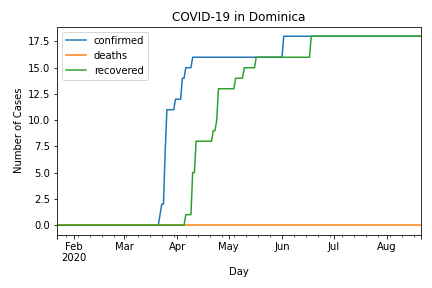 COVID-19 in Dominica
confirmed
deaths
recovered
Number of Cases
17.5
15.0
12.5
10.0
7.5
5.0
2.5
0.0
Feb
2020
Mar
Apr
May
Jun
Jul
Aug
Day